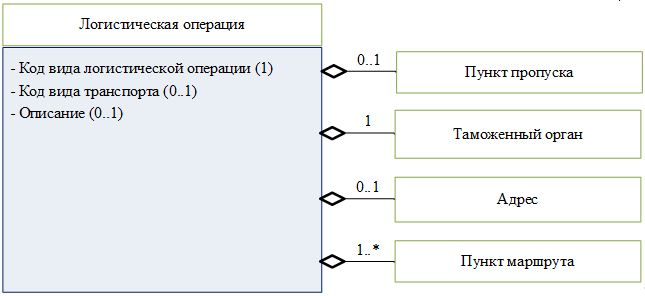 Логистическая операция
- Код вида логистической операции (1)
- Код вида транспорта (0..1)
- Описание (0..1)
0..1
Пункт пропуска
1
Таможенный орган
0..1
Адрес
1..*
Пункт маршрута